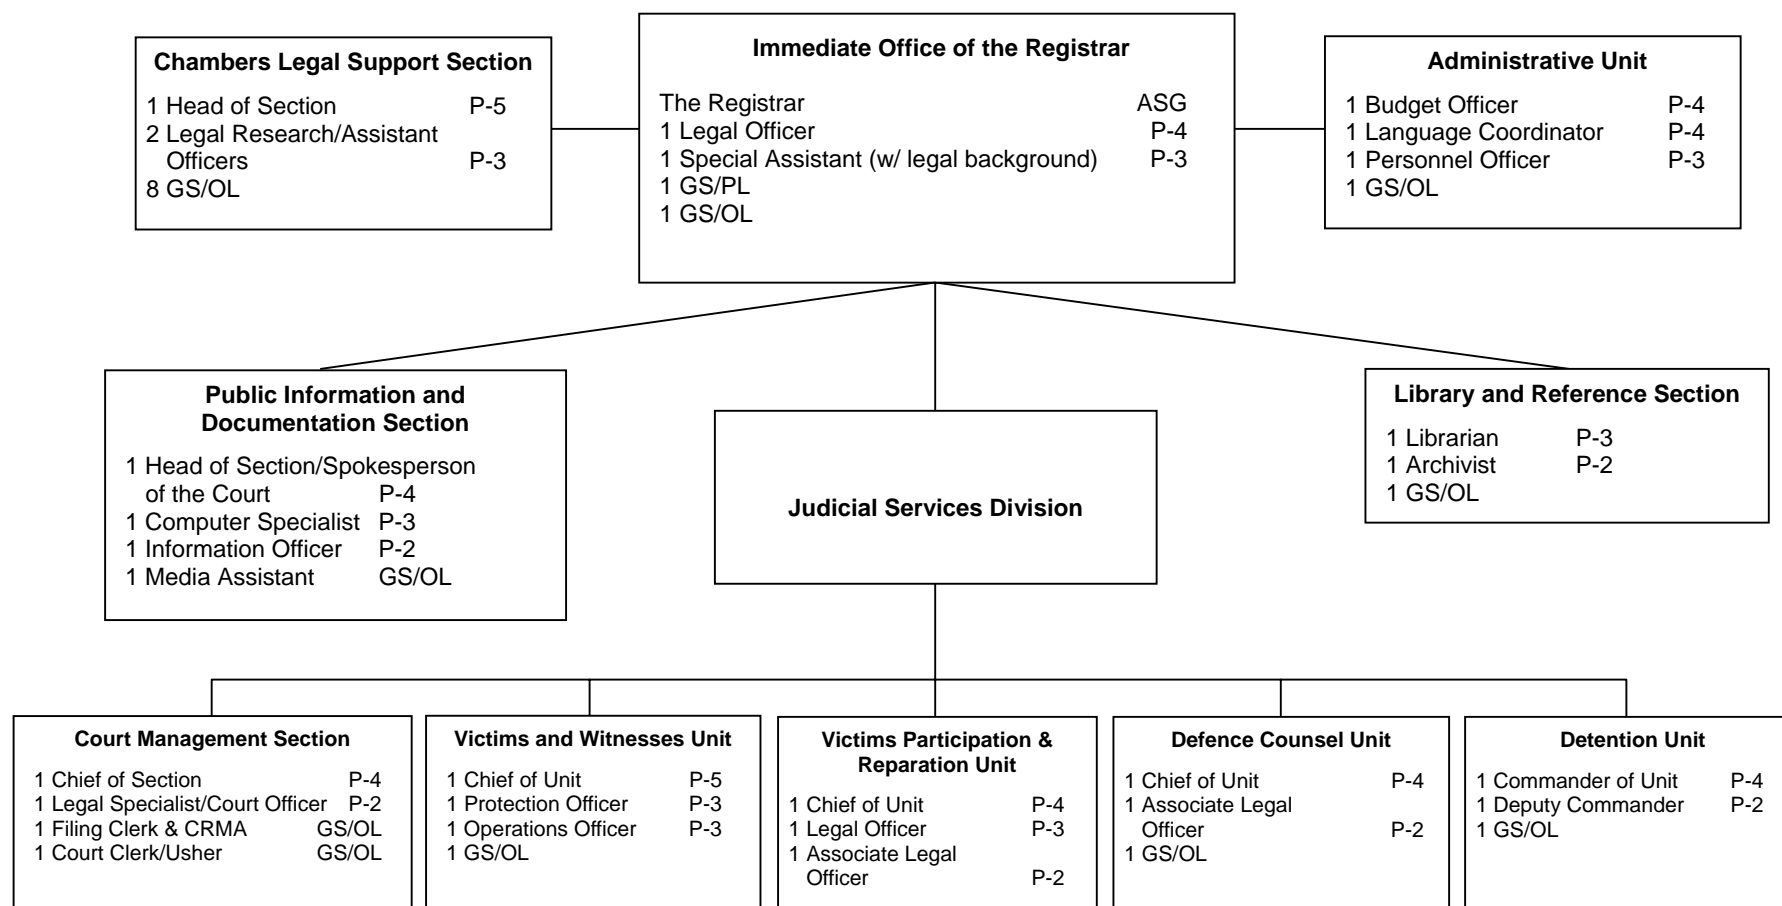 Chambers Legal Support Section
1 Head of Section P-5
2 Legal Research/Assistant
Officers P-3
8 GS/OL
Immediate Office of the Registrar
The Registrar ASG
1 Legal Officer P-4
1 Special Assistant (w/ legal background) P-3
1 GS/PL
1 GS/OL
Administrative Unit
1 Budget Officer P-4
1 Language Coordinator P-4
1 Personnel Officer P-3
1 GS/OL
Public Information and
Documentation Section
1 Head of Section/Spokesperson
of the Court P-4
1 Computer Specialist P-3
1 Information Officer P-2
1 Media Assistant GS/OL
Judicial Services Division
Library and Reference Section
1 Librarian P-3
1 Archivist P-2
1 GS/OL
Court Management Section
1 Chief of Section P-4
1 Legal Specialist/Court Officer P-2
1 Filing Clerk & CRMA GS/OL
1 Court Clerk/Usher GS/OL
Victims and Witnesses Unit
1 Chief of Unit P-5
1 Protection Officer P-3
1 Operations Officer P-3
1 GS/OL
Victims Participation &
Reparation Unit
1 Chief of Unit P-4
1 Legal Officer P-3
1 Associate Legal
Officer P-2
Defence Counsel Unit
1 Chief of Unit P-4
1 Associate Legal
Officer P-2
1 GS/OL
Detention Unit
1 Commander of Unit P-4
1 Deputy Commander P-2
1 GS/OL